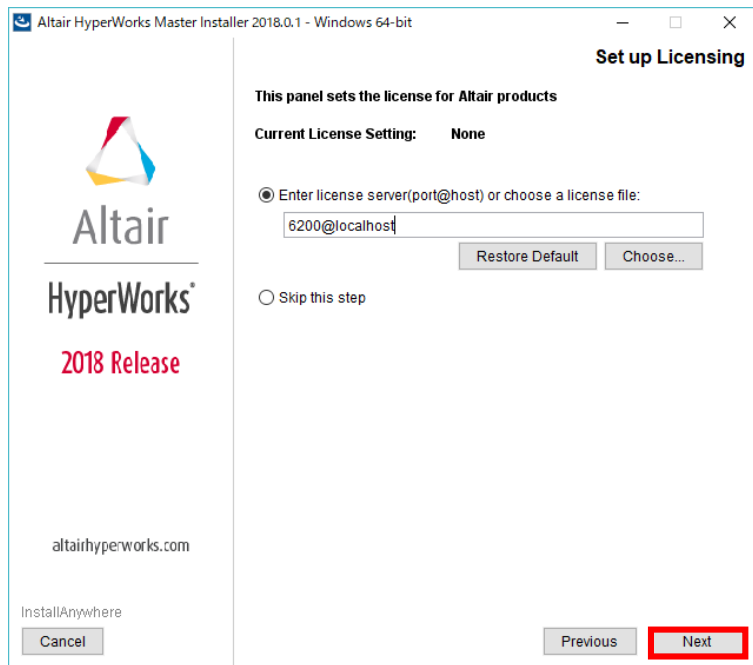 Altair HyperWorks Master Installer 2018.0.1 - Windows 64-bit
Set up Licensing
This panel sets the license for Altair products
Current License Setting: None
Enter license server(port@host) or choose a license file:
6200@localhost
Restore Default Choose...
Skip this step
Altair
HyperWorks®
2018 Release
altairhyperworks.com
InstallAnywhere
Cancel Previous Next